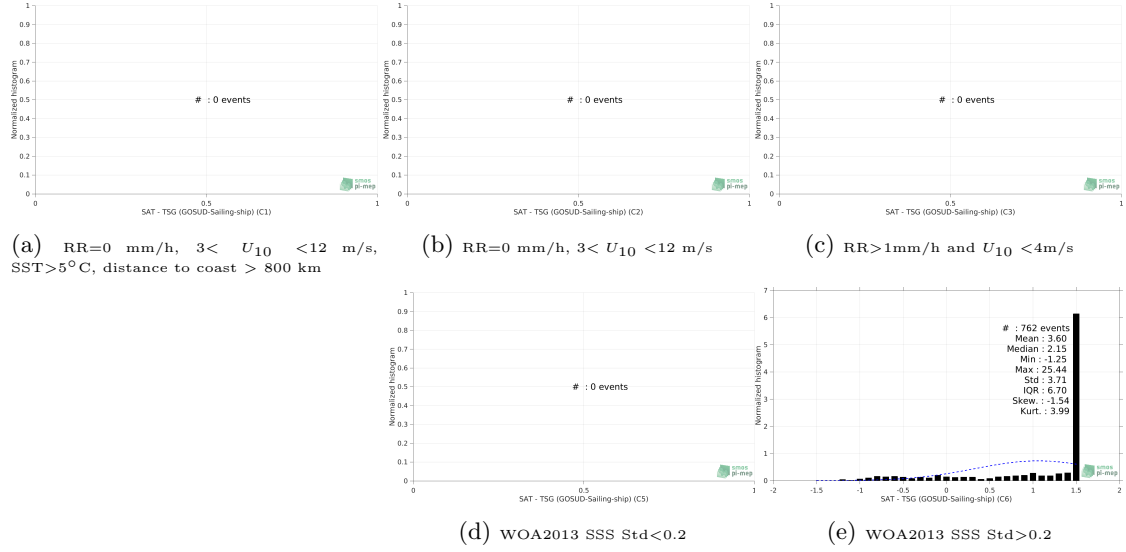 1
0.9
0.8
0.7
0.6
0.5
0.4
0.3
0.2
0.1
0
Normalized histogram
# : 0 events
smos
pi-mep
0 0.5 1
SAT - TSG (GOSUD-Sailing-ship) (C1)
1
0.9
0.8
0.7
0.6
0.5
0.4
0.3
0.2
0.1
0
Normalized histogram
# : 0 events
smos
pi-mep
0 0.5 1
SAT - TSG (GOSUD-Sailing-ship) (C2)
1
0.9
0.8
0.7
0.6
0.5
0.4
0.3
0.2
0.1
0
Normalized histogram
# : 0 events
smos
pi-mep
0 0.5 1
SAT - TSG (GOSUD-Sailing-ship) (C3)
(a) RR=0 mm/h, 3< U10 <12 m/s,
SST>5°C, distance to coast > 800 km
(b) RR=0 mm/h, 3< U10 <12 m/s
(c) RR>1mm/h and U10 <4m/s
1
0.9
0.8
0.7
0.6
0.5
0.4
0.3
0.2
0.1
0
Normalized histogram
# : 0 events
smos
pi-mep
0 0.5 1
SAT - TSG (GOSUD-Sailing-ship) (C5)
7
6
5
4
3
2
1
0
Normalized histogram
# : 762 events
Mean : 3.60
Median : 2.15
Min : -1.25
Max : 25.44
Std : 3.71
IQR : 6.70
Skew. : -1.54
Kurt. : 3.99
smos
pi-mep
-2 -1.5 -1 -0.5 0 0.5 1 1.5 2
SAT - TSG (GOSUD-Sailing-ship) (C6)
(d) WOA2013 SSS Std<0.2
(e) WOA2013 SSS Std>0.2